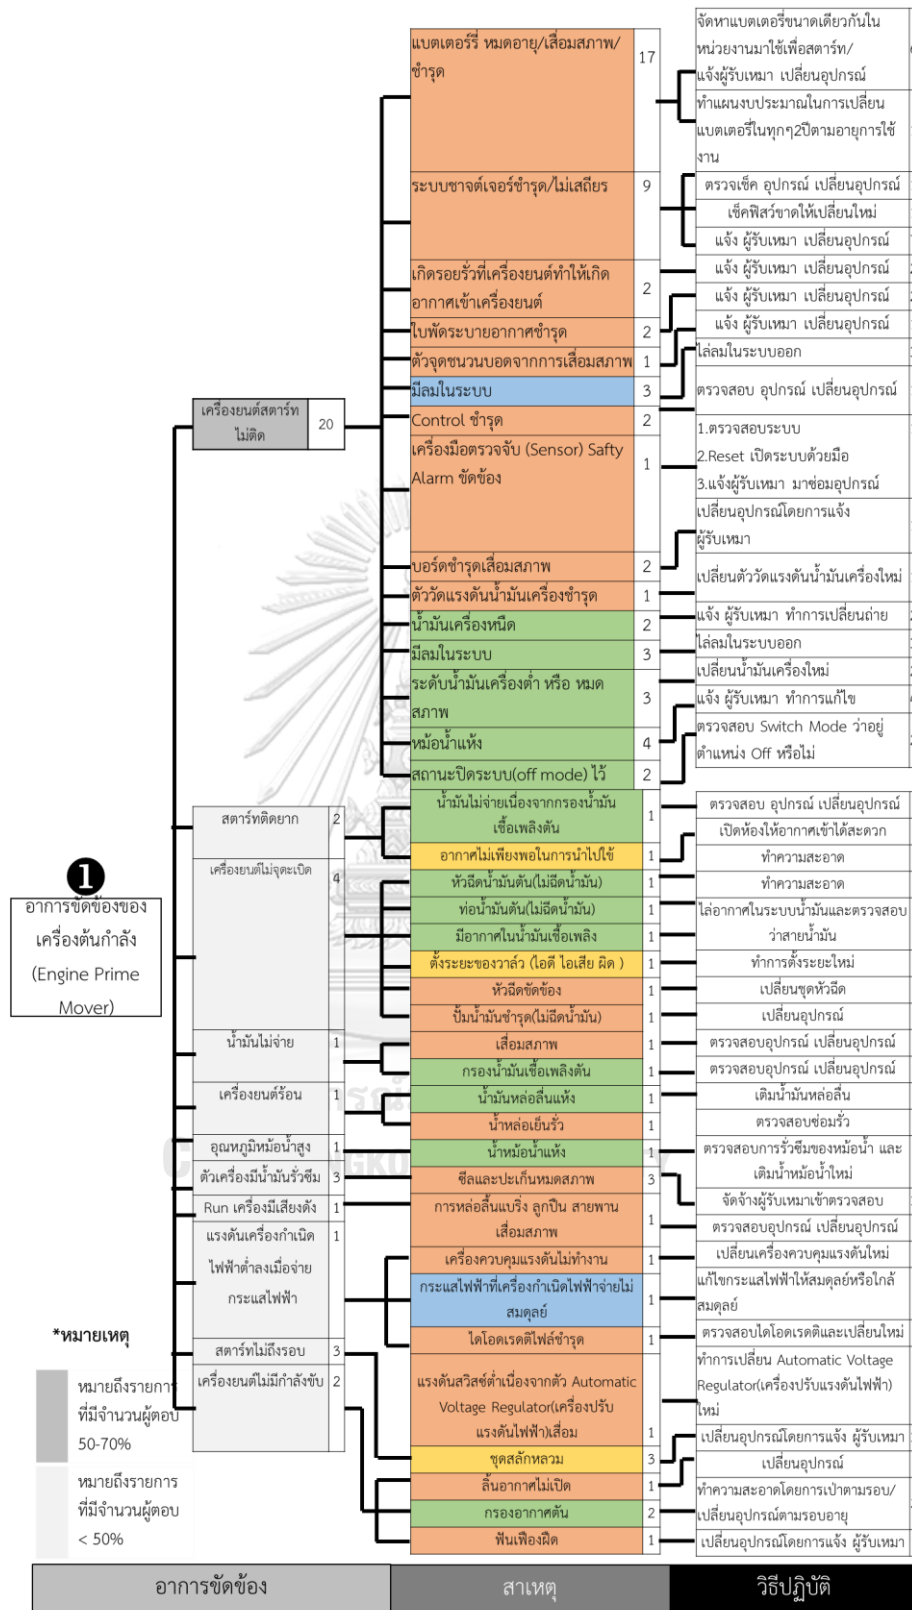 ❶
อาการขัดข้องของ
เครื่องต้นกำลัง
(Engine Prime
Mover)
เครื่องยนต์สตาร์ท
ไม่ติด
20
แบตเตอร์รี่ หมดอายุ/เสื่อมสภาพ/
ชำรุด
17
จัดหาแบตเตอรี่ขนาดเดียวกันใน
หน่วยงานมาใช้เพื่อสตาร์ท/
แจ้งผู้รับเหมา เปลี่ยนอุปกรณ์
ทำแผนงบประมาณในการเปลี่ยน
แบตเตอรี่ในทุกๆ2ปีตามอายุการใช้
งาน
ระบบชาจต์เจอร์ชำรุด/ไม่เสถียร
9
ตรวจเช็ค อุปกรณ์ เปลี่ยนอุปกรณ์
เช็คฟิสว์ขาดให้เปลี่ยนใหม่
แจ้ง ผู้รับเหมา เปลี่ยนอุปกรณ์
เกิดรอยรั่วที่เครื่องยนต์ทำให้เกิด
อากาศเข้าเครื่องยนต์
2
แจ้ง ผู้รับเหมา เปลี่ยนอุปกรณ์
ใบพัดระบายอากาศชำรุด
2
แจ้ง ผู้รับเหมา เปลี่ยนอุปกรณ์
ตัวจุดชนวนบอดจากการเสื่อมสภาพ
1
แจ้ง ผู้รับเหมา เปลี่ยนอุปกรณ์
มีลมในระบบ
3
ไล่ลมในระบบออก
Control ชำรุด
2
ตรวจสอบ อุปกรณ์ เปลี่ยนอุปกรณ์
เครื่องมือตรวจจับ (Sensor) Safty
Alarm ขัดข้อง
1
1.ตรวจสอบระบบ
2.Reset เปิดระบบด้วยมือ
3.แจ้งผู้รับเหมา มาซ่อมอุปกรณ์
บอร์ดชำรุดเสื่อมสภาพ
2
เปลี่ยนอุปกรณ์โดยการแจ้ง
ผู้รับเหมา
ตัววัดแรงดันน้ำมันเครื่องชำรุด
1
เปลี่ยนตัววัดแรงดันน้ำมันเครื่องใหม่
น้ำมันเครื่องหนืด
2
แจ้ง ผู้รับเหมา ทำการเปลี่ยนถ่าย
มีลมในระบบ
3
ไล่ลมในระบบออก
ระดับน้ำมันเครื่องต่ำ หรือ หมด
สภาพ
3
เปลี่ยนน้ำมันเครื่องใหม่
หม้อน้ำแห้ง
4
แจ้ง ผู้รับเหมา ทำการแก้ไข
สถานะปิดระบบ(off mode) ไว้
2
ตรวจสอบ Switch Mode ว่าอยู่
ตำแหน่ง Off หรือไม่
สตาร์ทติดยาก
2
น้ำมันไม่จ่ายเนื่องจากกรองน้ำมัน
เชื้อเพลิงตัน
1
ตรวจสอบ อุปกรณ์ เปลี่ยนอุปกรณ์
อากาศไม่เพียงพอในการนำไปใช้
1
เปิดห้องให้อากาศเข้าได้สะดวก
ทำความสะอาด
เครื่องยนต์ไม่จุดะเบิด
4
หัวฉีดน้ำมันตัน(ไม่ฉีดน้ำมัน)
1
ทำความสะอาด
ท่อน้ำมันตัน(ไม่ฉีดน้ำมัน)
1
ไล่อากาศในระบบน้ำมันและตรวจสอบ
ว่าสายน้ำมัน
มีอากาศในน้ำมันเชื้อเพลิง
1
ตั้งระยะของวาล์ว (ไอดี ไอเสีย ผิด )
1
ทำการตั้งระยะใหม่
หัวฉีดขัดข้อง
1
เปลี่ยนชุดหัวฉีด
ปั้มน้ำมันชำรุด(ไม่ฉีดน้ำมัน)
1
เปลี่ยนอุปกรณ์
น้ำมันไม่จ่าย
1
เสื่อมสภาพ
1
ตรวจสอบอุปกรณ์ เปลี่ยนอุปกรณ์
กรองน้ำมันเชื้อเพลิงตัน
1
ตรวจสอบอุปกรณ์ เปลี่ยนอุปกรณ์
เครื่องยนต์ร้อน
1
น้ำมันหล่อลื่นแห้ง
1
เติมน้ำมันหล่อลื่น
น้ำหล่อเย็นรั่ว
1
ตรวจสอบซ่อมรั่ว
อุณหภูมิหม้อน้ำสูง
1
น้ำหม้อน้ำแห้ง
1
ตรวจสอบการรั่วซึมของหม้อน้ำ และ
เติมน้ำหม้อน้ำใหม่
ตัวเครื่องมีน้ำมันรั่วซึม
3
ซีลและปะเก็นหมดสภาพ
3
จัดจ้างผู้รับเหมาเข้าตรวจสอบ
Run เครื่องมีเสียงดัง
1
การหล่อลื้นแบริ่ง ลูกปืน สายพาน
เสื่อมสภาพ
1
ตรวจสอบอุปกรณ์ เปลี่ยนอุปกรณ์
แรงดันเครื่องกำเนิด
ไฟฟ้าต่ำลงเมื่อจ่าย
กระแสไฟฟ้า
1
เครื่องควบคุมแรงดันไม่ทำงาน
1
เปลี่ยนเครื่องควบคุมแรงดันใหม่
กระแสไฟฟ้าที่เครื่องกำเนิดไฟฟ้าจ่ายไม่
สมดุลย์
1
แก้ไขกระแสไฟฟ้าให้สมดุลย์หรือใกล้
สมดุลย์
ไดโอดเรดติไฟล์ชำรุด
1
ตรวจสอบไดโอดเรดติและเปลี่ยนใหม่
แรงดันสวิสซ์ต่ำเนื่องจากตัว Automatic
Voltage Regulator(เครื่องปรับ
แรงดันไฟฟ้า)เสื่อม
1
ทำการเปลี่ยน Automatic Voltage
Regulator(เครื่องปรับแรงดันไฟฟ้า)
ใหม่
สตาร์ทไม่ถึงรอบ
3
เครื่องยนต์ไม่มีกำลังขับ
2
ชุดสลักหลวม
3
เปลี่ยนอุปกรณ์โดยการแจ้ง ผู้รับเหมา
ลิ้นอากาศไม่เปิด
1
เปลี่ยนอุปกรณ์
กรองอากาศตัน
2
ทำความสะอาดโดยการเป่าตามรอบ/
เปลี่ยนอุปกรณ์ตามรอบอายุ
ฟันเฟืองฝืด
1
เปลี่ยนอุปกรณ์โดยการแจ้ง ผู้รับเหมา
*หมายเหตุ
หมายถึงรายการ
ที่มีจำนวนผู้ตอบ
50-70%
หมายถึงรายการ
ที่มีจำนวนผู้ตอบ
< 50%
อาการขัดข้อง
สาเหตุ
วิธีปฏิบัติ